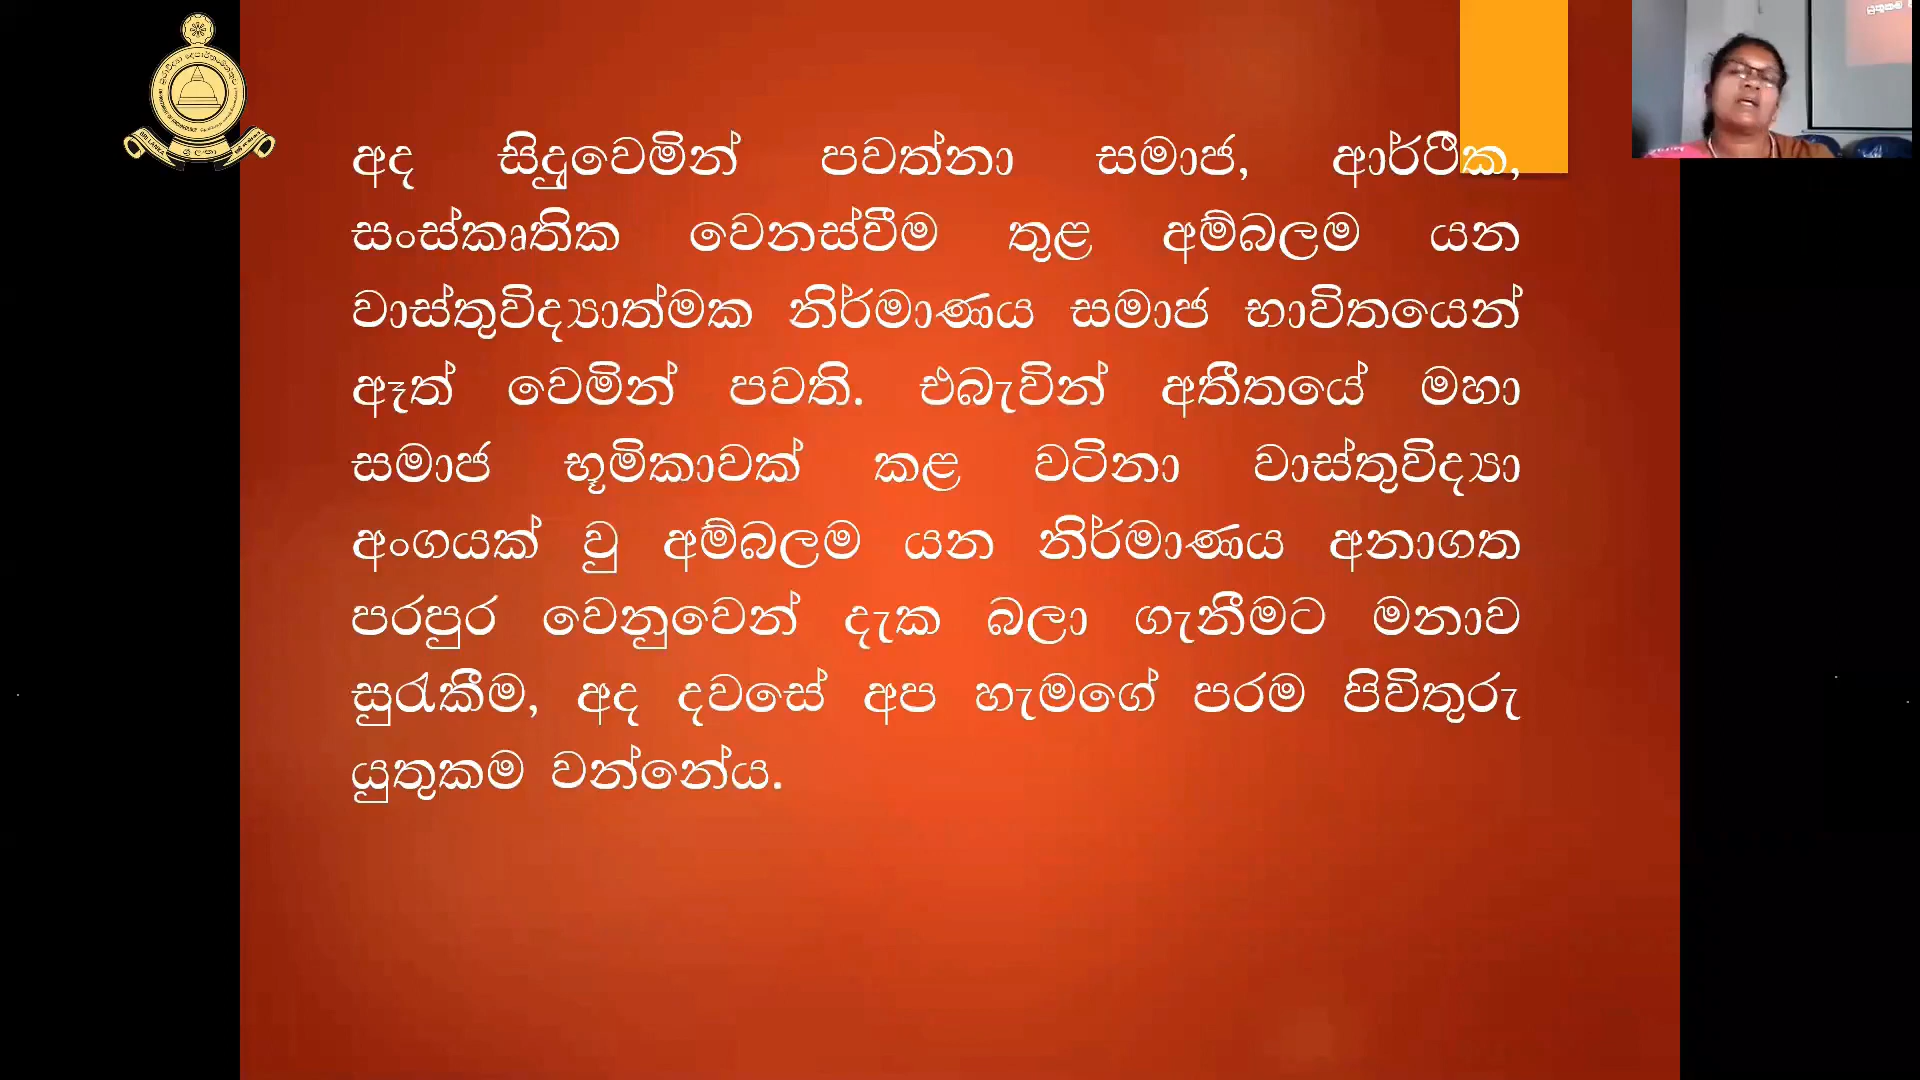 අද සිදුවෙමින් පවත්නා සමාජ, ආර්ථික,
සංස්කෘතික වෙනස්වීම තුළ අම්බලම යන
වාස්තුවිද්‍යාත්මක නිර්මාණය සමාජ භාවිතයෙන්
ඈත් වෙමින් පවති. එබැවින් අතීතයේ මහා
සමාජ භූමිකාවක් කළ වටිනා වාස්තුවිද්‍යා
අංගයක් වු අම්බලම යන නිර්මාණය අනාගත
පරපුර වෙනුවෙන් දැක බලා ගැනීමට මනාව
සුරැකීම, අද දවසේ අප හැමගේ පරම පිවිතුරු
යුතුකම වන්නේය.
SRI LANKA
ශ්‍රී ලංකා